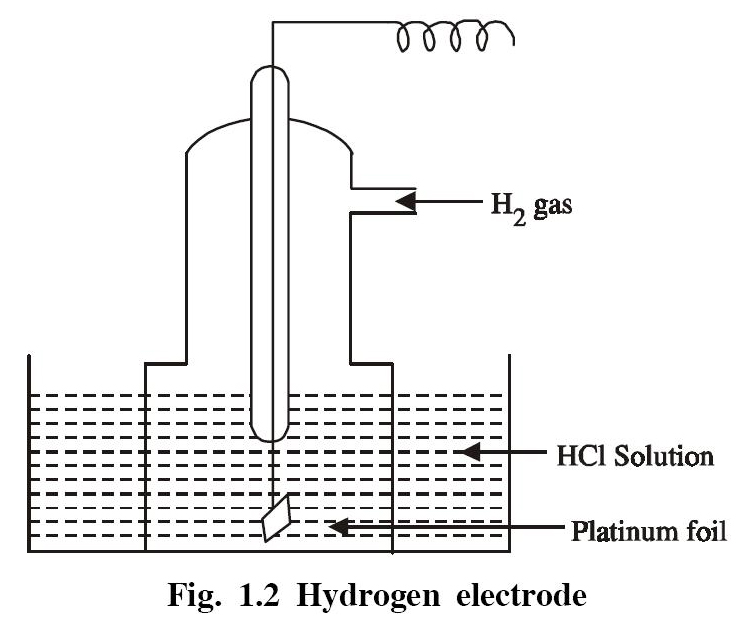 H₂ gas
HCl Solution
Platinum foil
Fig. 1.2 Hydrogen electrode